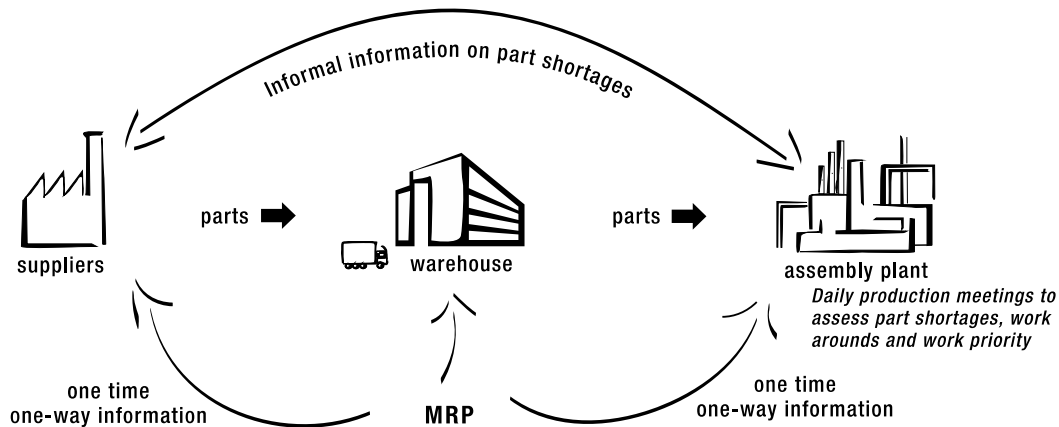 Informal information on part shortages
parts
parts
suppliers
warehouse
assembly plant
Daily production meetings to
assess part shortages, work
arounds and work priority
one time
one-way information
MRP
one time
one-way information